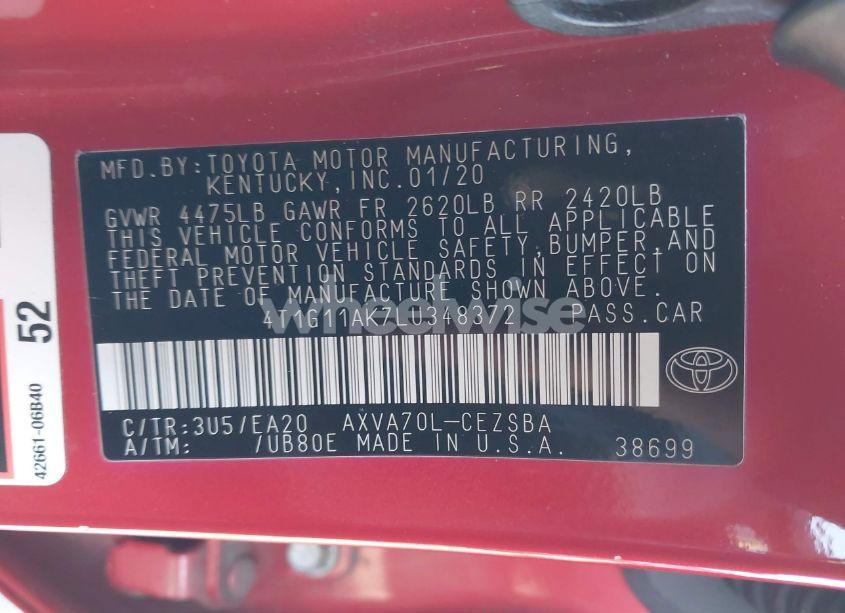 MFD.BY:TOYOTA MOTOR MANUFACTURING,
KENTUCKY,INC.01/20
GVWR 4475LB GAWR FR 2620LB RR 2420LB
THIS VEHICLE CONFORMS TO ALL APPLICABLE
FEDERAL MOTOR VEHICLE SAFETY,BUMPER,AND
THEFT PREVENTION STANDARDS IN EFFECT ON
THE DATE OF MANUFACTURE SHOWN ABOVE.
PASS.CAR
wheelwise
C/TR:3U5/EA20 AXVA70L-CEZSBA
A/TM: /UB80E MADE IN U.S.A. 38699
52
42661-06B40